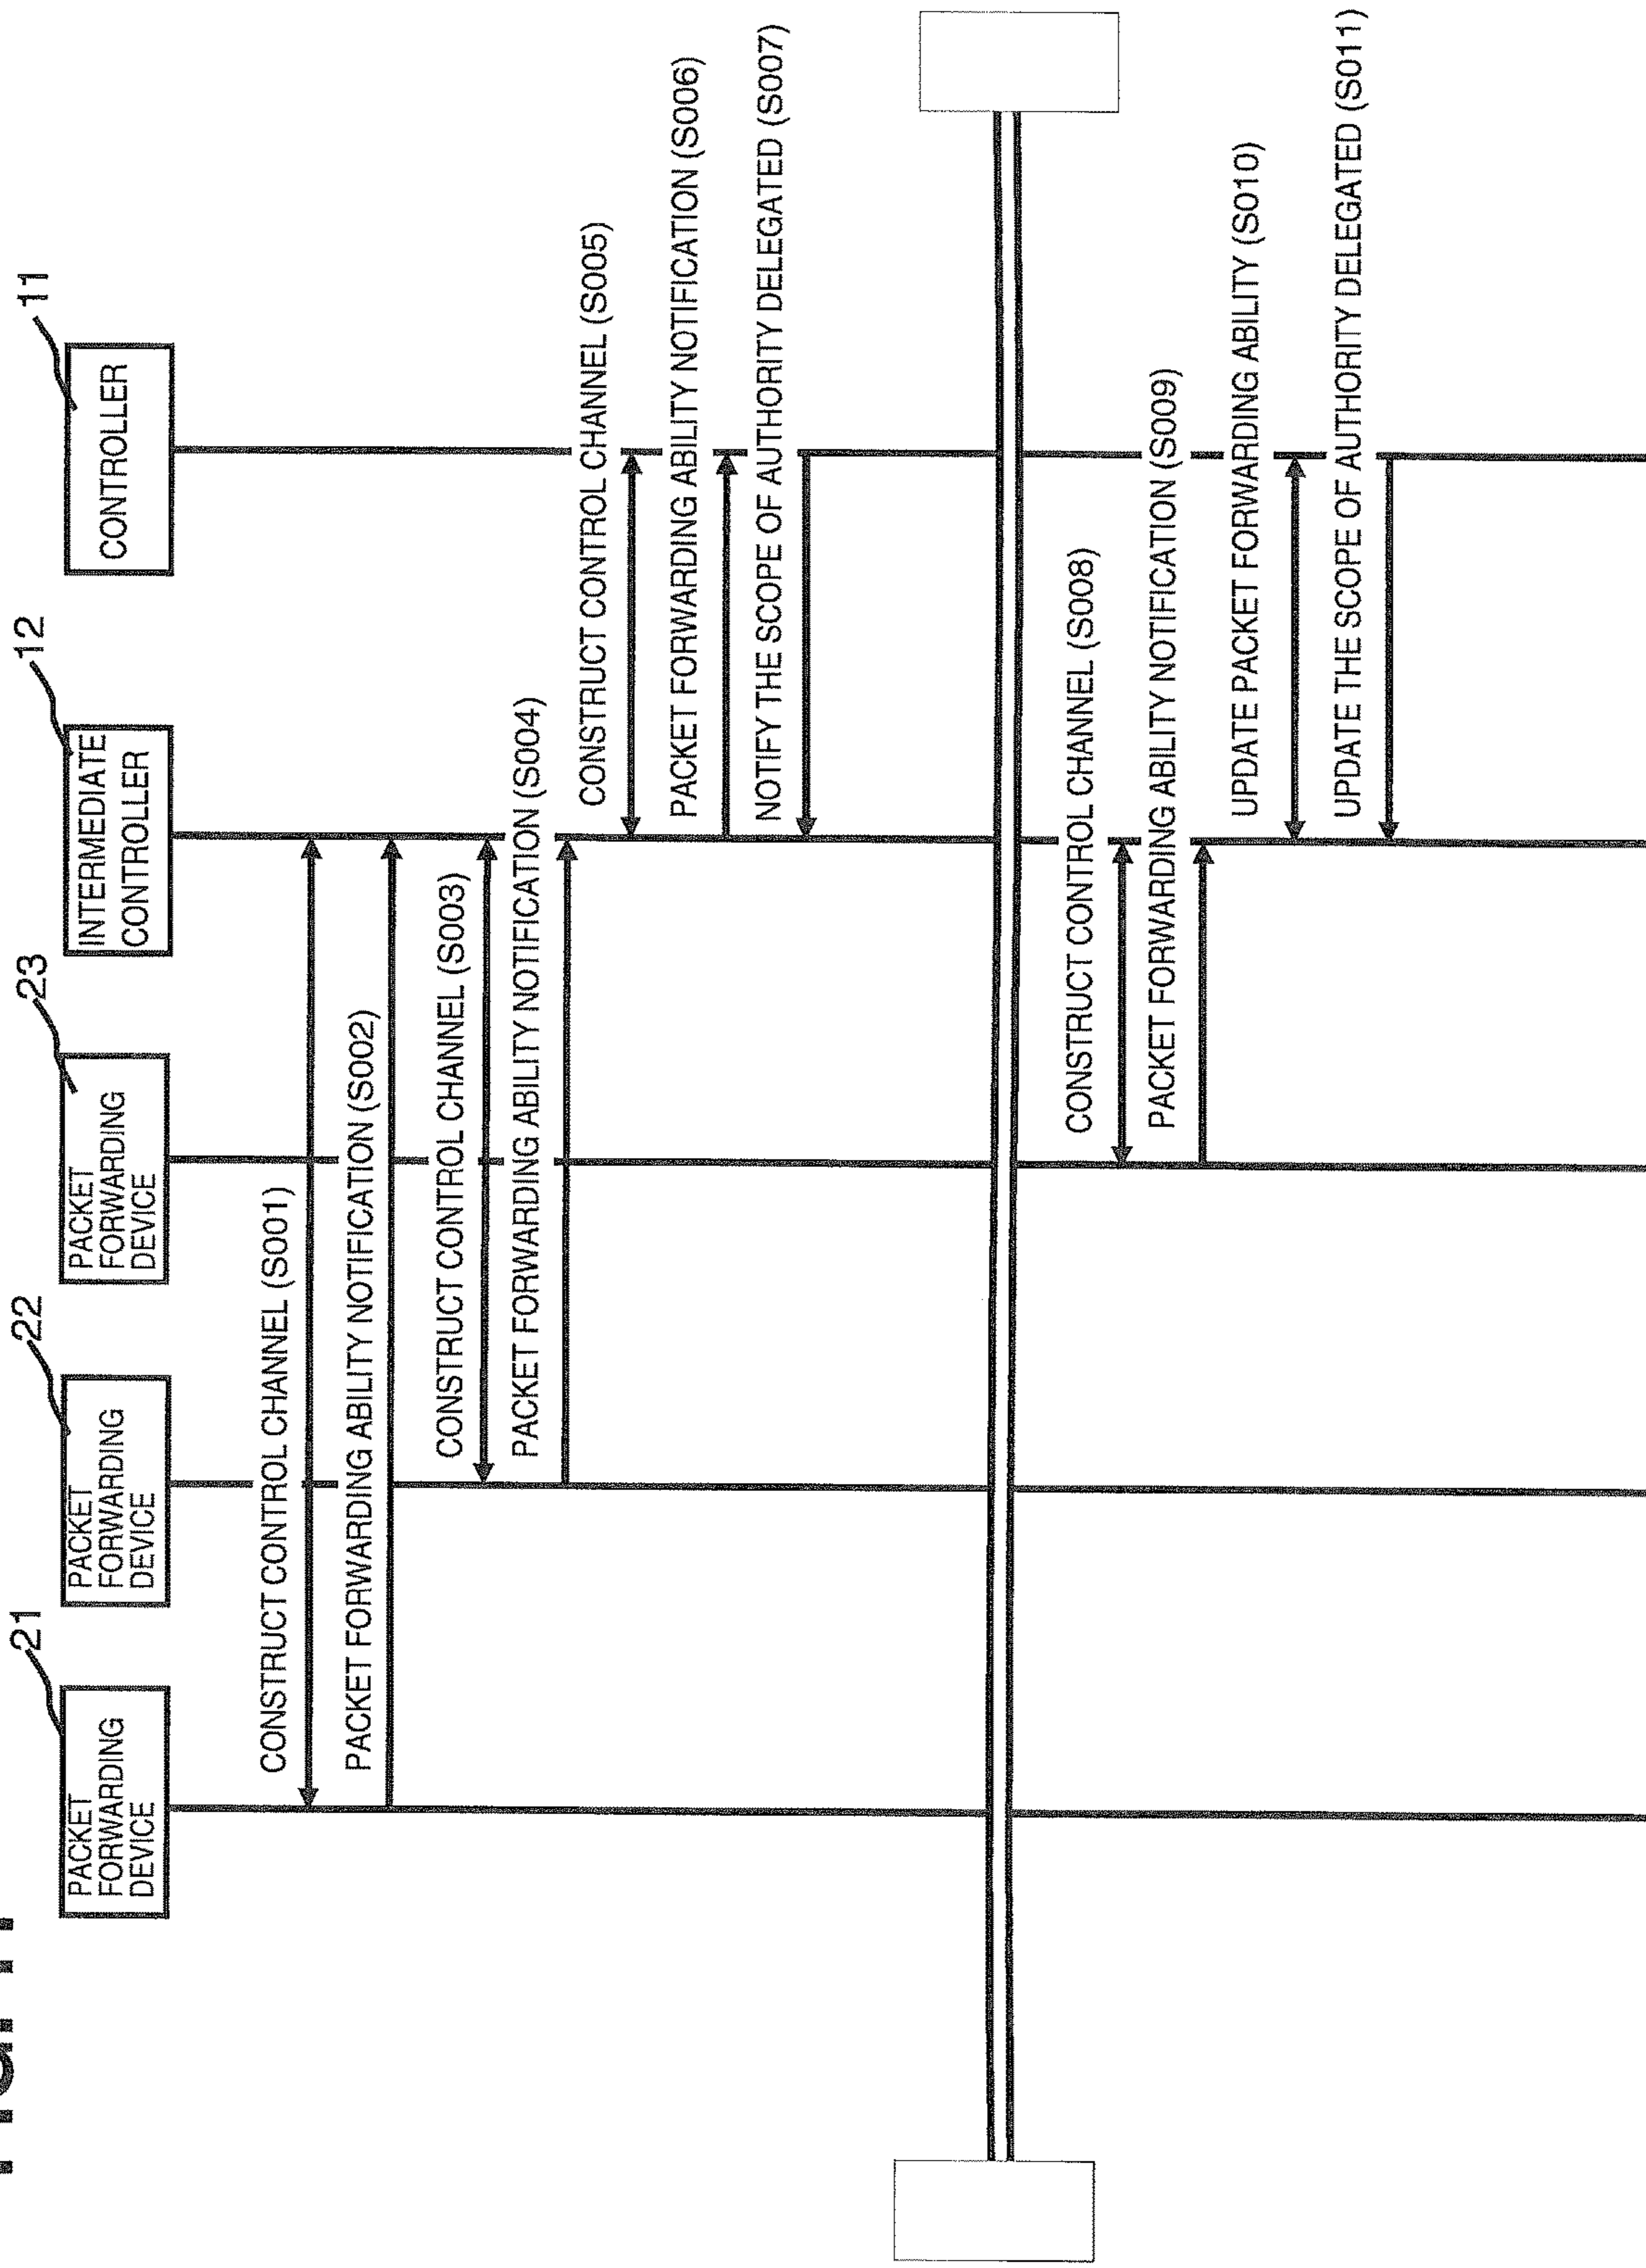 21
22
23
12
11
PACKET
FORWARDING
DEVICE
PACKET
FORWARDING
DEVICE
PACKET
FORWARDING
DEVICE
INTERMEDIATE
CONTROLLER
CONTROLLER
CONSTRUCT CONTROL CHANNEL (S001)
PACKET FORWARDING ABILITY NOTIFICATION (S002)
CONSTRUCT CONTROL CHANNEL (S003)
PACKET FORWARDING ABILITY NOTIFICATION (S004)
CONSTRUCT CONTROL CHANNEL (S005)
PACKET FORWARDING ABILITY NOTIFICATION (S006)
NOTIFY THE SCOPE OF AUTHORITY DELEGATED (S007)
CONSTRUCT CONTROL CHANNEL (S008)
PACKET FORWARDING ABILITY NOTIFICATION (S009)
UPDATE PACKET FORWARDING ABILITY (S010)
UPDATE THE SCOPE OF AUTHORITY DELEGATED (S011)